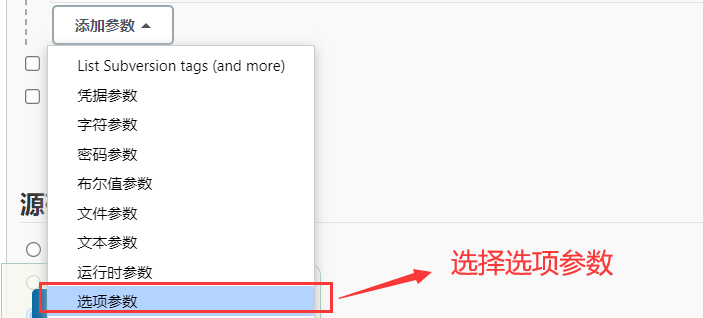 添加参数
List Subversion tags (and more)
凭据参数
字符参数
密码参数
布尔值参数
文件参数
文本参数
运行时参数
选项参数
选择选项参数
源